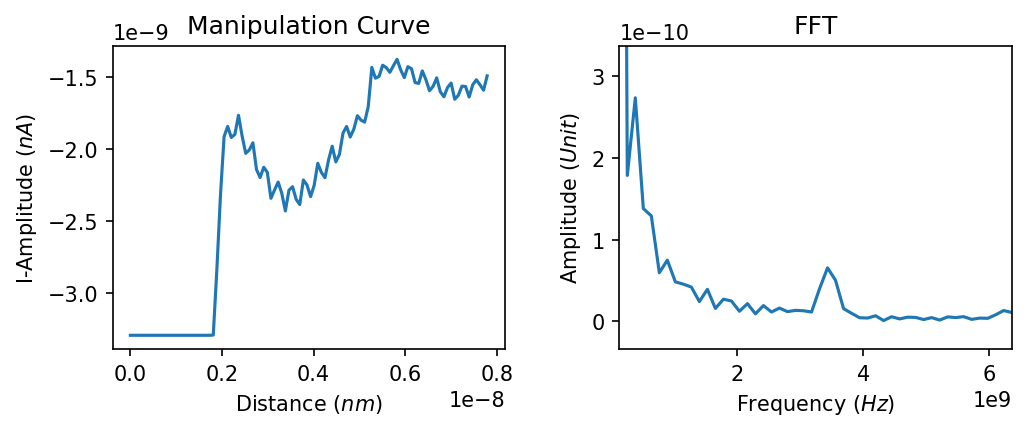 Manipulation Curve
1e−9
I-Amplitude (nA)
−1.5
−2.0
−2.5
−3.0
0.0 0.2 0.4 0.6 0.8
1e−8
Distance (nm)
FFT
1e−10
Amplitude (Unit)
3
2
1
0
2 4 6
1e9
Frequency (Hz)